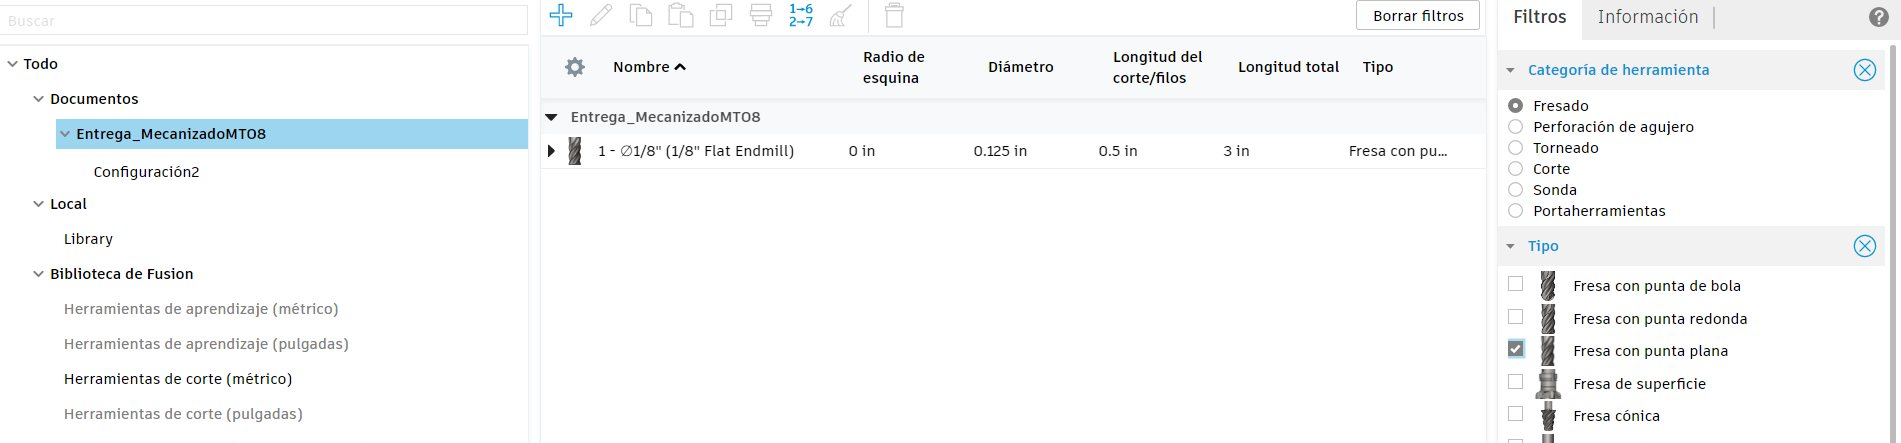 Buscar
Todo
Documentos
Entrega_MecanizadoMTO8
Configuración2
Local
Library
Biblioteca de Fusion
Herramientas de aprendizaje (métrico)
Herramientas de aprendizaje (pulgadas)
Herramientas de corte (métrico)
Herramientas de corte (pulgadas)
1→6
2→7
Borrar filtros
Nombre
Radio de
esquina
Diámetro
Longitud del
corte/filos
Longitud total
Tipo
Entrega_MecanizadoMTO8
1 - ∅1/8" (1/8" Flat Endmill)
0 in
0.125 in
0.5 in
3 in
Fresa con pu...
Filtros
Información
?
Categoría de herramienta
Fresado
Perforación de agujero
Torneado
Corte
Sonda
Portaherramientas
Tipo
Fresa con punta de bola
Fresa con punta redonda
Fresa con punta plana
Fresa de superficie
Fresa cónica